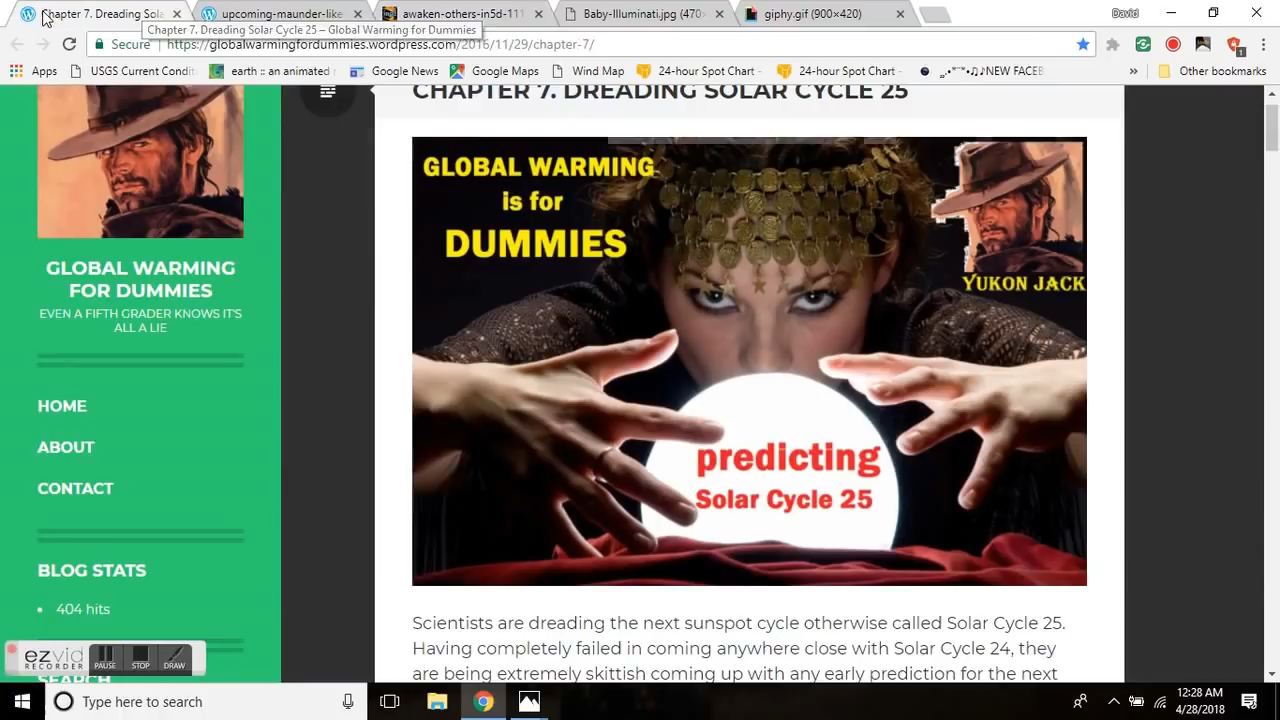 Chapter 7. Dreading Sola
upcoming-maunder-like
awaken-others-in5d-111
Baby-Illuminati.jpg (470×
giphy.gif (900×420)
David
Chapter 7. Dreading Solar Cycle 25 – Global Warming for Dummies
Secure
https://globalwarmingfordummies.wordpress.com/2016/11/29/chapter-7/
1
Apps
USGS Current Condit
earth :: an animated
Google News
Google Maps
Wind Map
24-hour Spot Chart
24-hour Spot Chart -
NEW FACEB
»
Other bookmarks
CHAPTER 7. DREADING SOLAR CYCLE 25
GLOBAL WARMING
is for
DUMMIES
YUKON JACK
predicting
Solar Cycle 25
GLOBAL WARMING
FOR DUMMIES
EVEN A FIFTH GRADER KNOWS IT'S
ALL A LIE
HOME
ABOUT
CONTACT
BLOG STATS
• 404 hits
SEARCH
Scientists are dreading the next sunspot cycle otherwise called Solar Cycle 25.
Having completely failed in coming anywhere close with Solar Cycle 24, they
are being extremely skittish coming up with any early prediction for the next
ezvid
RECORDER
PAUSE
STOP
DRAW
Type here to search
12:28 AM
4/28/2018